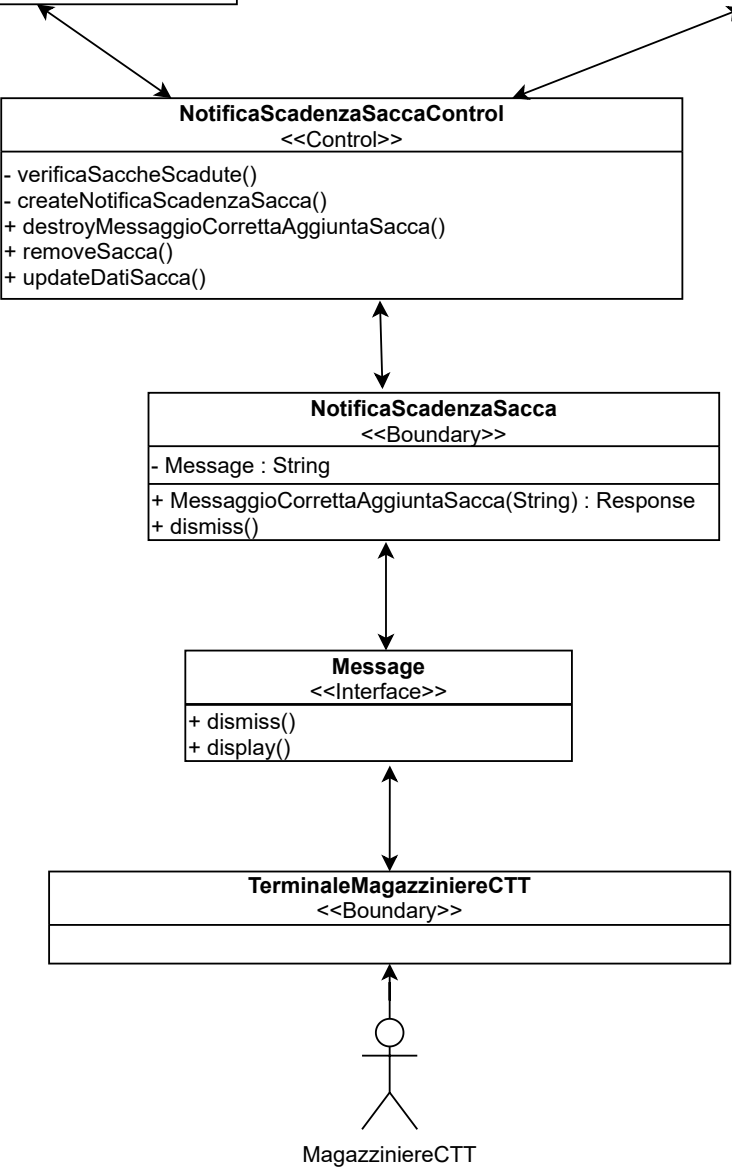 NotificaScadenzaSaccaControl
<<Control>>
- verificaSaccheScadute()
- createNotificaScadenzaSacca()
+ destroyMessaggioCorrettaAggiuntaSacca()
+ removeSacca()
+ updateDatiSacca()
NotificaScadenzaSacca
<<Boundary>>
- Message : String
+ MessaggioCorrettaAggiuntaSacca(String) : Response
+ dismiss()
Message
<<Interface>>
+ dismiss()
+ display()
TerminaleMagazziniereCTT
<<Boundary>>
MagazziniereCTT